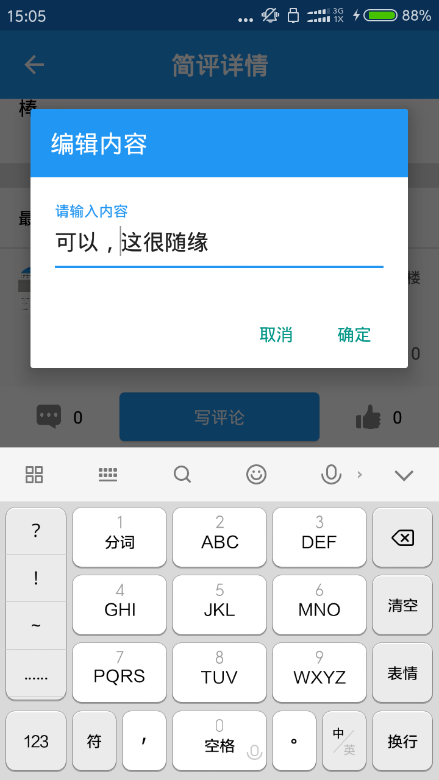 15:05
... 3G 1X 88%
简评详情
棒
编辑内容
请输入内容
可以，这很随缘
楼
取消 确定
0
0 写评论 0
?
!
~
......
1 分词
2 ABC
3 DEF
4 GHI
5 JKL
6 MNO
清空
7 PQRS
8 TUV
9 WXYZ
表情
123
符
，
0 空格
。
中/英
换行